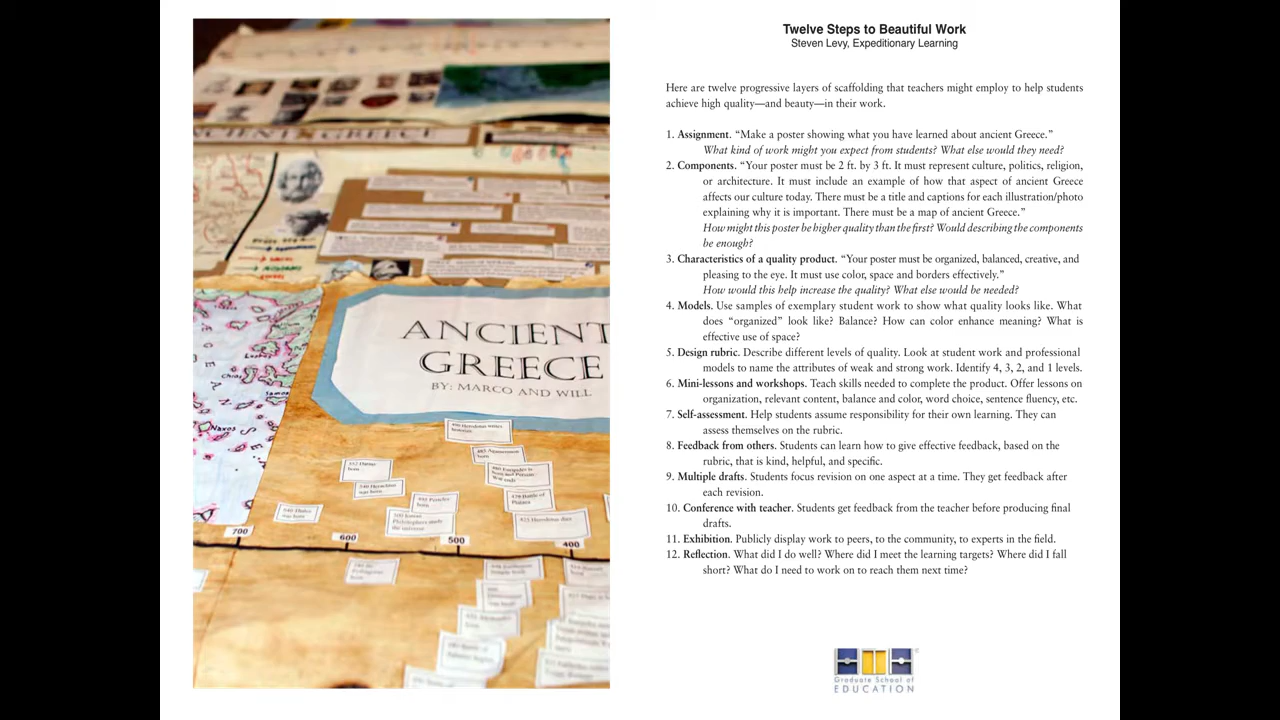 ANCIENT GREECE
ANCIENT
GREECE
BY: MARCO AND WILL
700
600
500
400
Twelve Steps to Beautiful Work
Steven Levy, Expeditionary Learning
Here are twelve progressive layers of scaffolding that teachers might employ to help students
achieve high quality—and beauty—in their work.
1. Assignment. “Make a poster showing what you have learned about ancient Greece.”
What kind of work might you expect from students? What else would they need?
2. Components. “Your poster must be 2 ft. by 3 ft. It must represent culture, politics, religion,
or architecture. It must include an example of how that aspect of ancient Greece
affects our culture today. There must be a title and captions for each illustration/photo
explaining why it is important. There must be a map of ancient Greece.”
How might this poster be higher quality than the first? Would describing the components
be enough?
3. Characteristics of a quality product. “Your poster must be organized, balanced, creative, and
pleasing to the eye. It must use color, space and borders effectively.”
How would this help increase the quality? What else would be needed?
4. Models. Use samples of exemplary student work to show what quality looks like. What
does “organized” look like? Balance? How can color enhance meaning? What is
effective use of space?
5. Design rubric. Describe different levels of quality. Look at student work and professional
models to name the attributes of weak and strong work. Identify 4, 3, 2, and 1 levels.
6. Mini-lessons and workshops. Teach skills needed to complete the product. Offer lessons on
organization, relevant content, balance and color, word choice, sentence fluency, etc.
7. Self-assessment. Help students assume responsibility for their own learning. They can
assess themselves on the rubric.
8. Feedback from others. Students can learn how to give effective feedback, based on the
rubric, that is kind, helpful, and specific.
9. Multiple drafts. Students focus revision on one aspect at a time. They get feedback after
each revision.
10. Conference with teacher. Students get feedback from the teacher before producing final
drafts.
11. Exhibition. Publicly display work to peers, to the community, to experts in the field.
12. Reflection. What did I do well? Where did I meet the learning targets? Where did I fall
short? What do I need to work on to reach them next time?
HTH
Graduate School of
EDUCATION